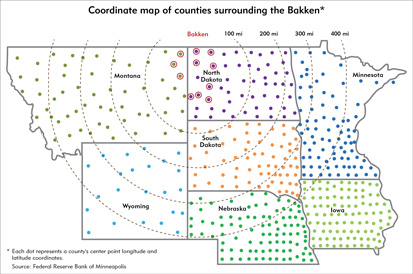 Coordinate map of counties surrounding the Bakken*
Bakken
100 mi
200 mi
300 mi
400 mi
Montana
North
Dakota
Minnesota
South
Dakota
Wyoming
Nebraska
Iowa
* Each dot represents a county's center point longitude and
latitude coordinates.
Source: Federal Reserve Bank of Minneapolis